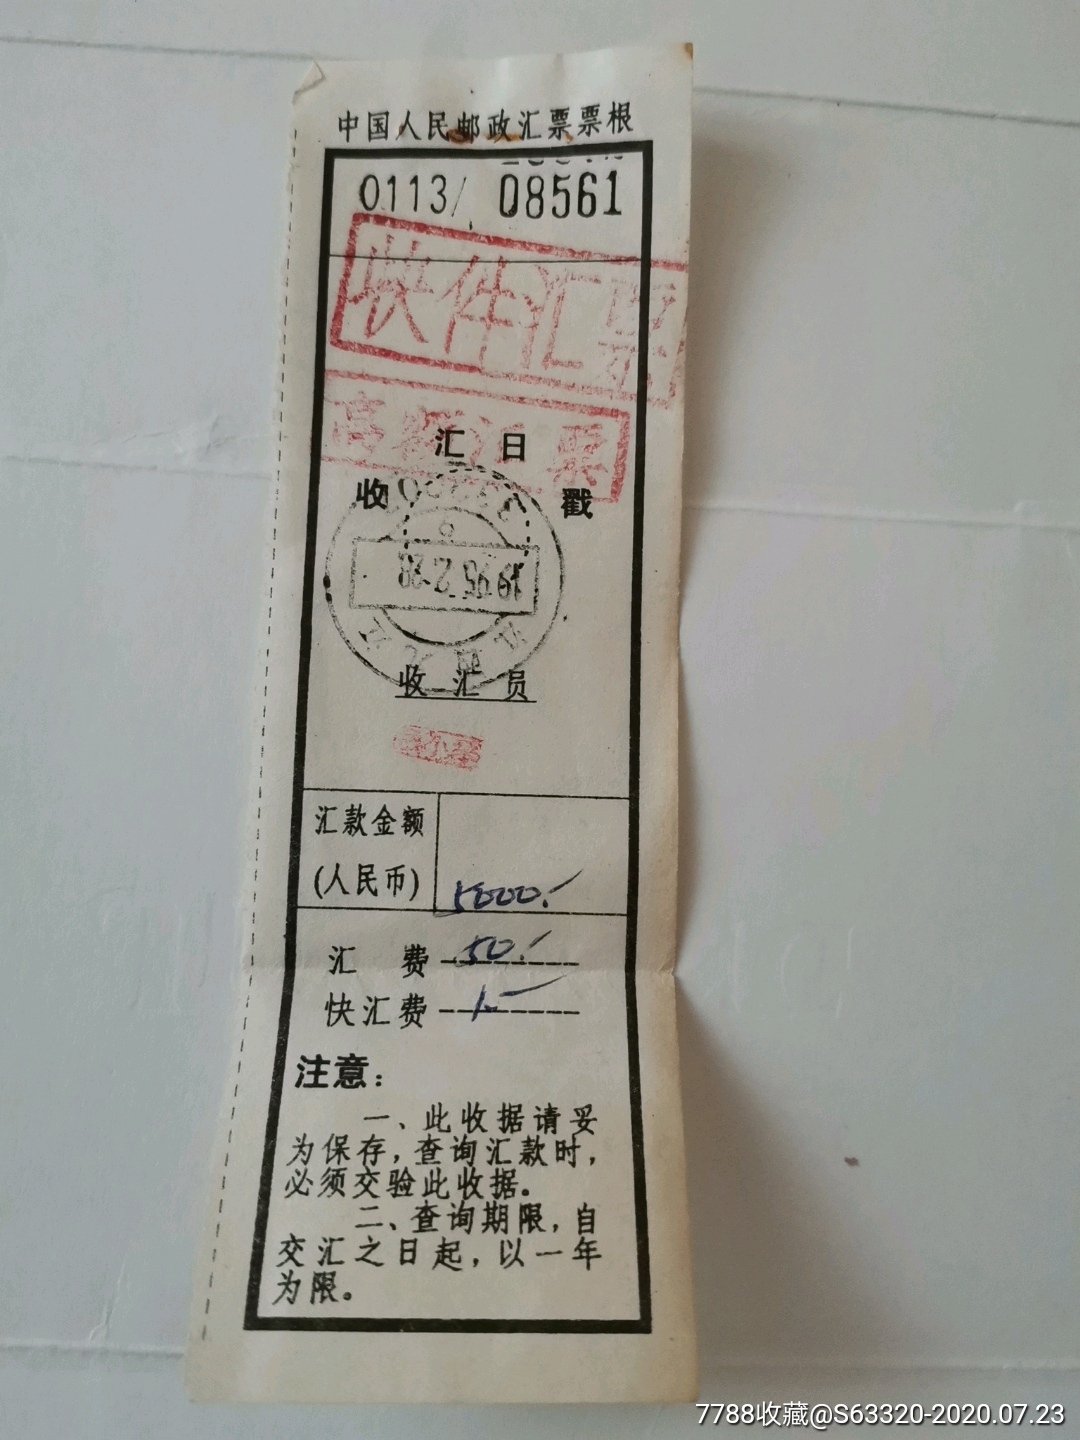 中国人民邮政汇票票根
0113/ 08561
快件汇票
高额汇票
汇 日
收 戳
1995.2.28
收汇员
汇款金额
(人民币) 5000.
汇 费 50.
快汇费 1.
注意:
一、此收据请妥
为保存,查询汇款时,
必须交验此收据。
二、查询期限,自
交汇之日起,以一年
为限。
7788收藏@S63320-2020.07.23